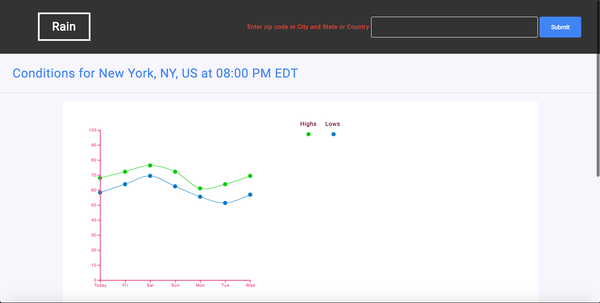 Rain
Enter zip code or City and State or Country
Submit
Conditions for New York, NY, US at 08:00 PM EDT
Highs Lows
100
90
80
70
60
50
40
30
20
10
0
Today Fri Sat Sun Mon Tue Wed